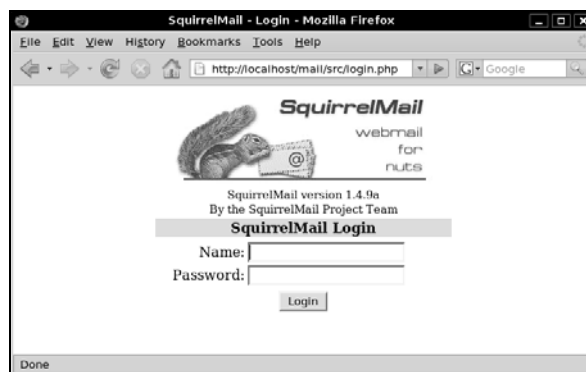 SquirrelMail - Login - Mozilla Firefox
File Edit View History Bookmarks Tools Help
http://localhost/mail/src/login.php G Google
SquirrelMail
webmail
for
nuts
@
SquirrelMail version 1.4.9a
By the SquirrelMail Project Team
SquirrelMail Login
Name:
Password:
Login
Done